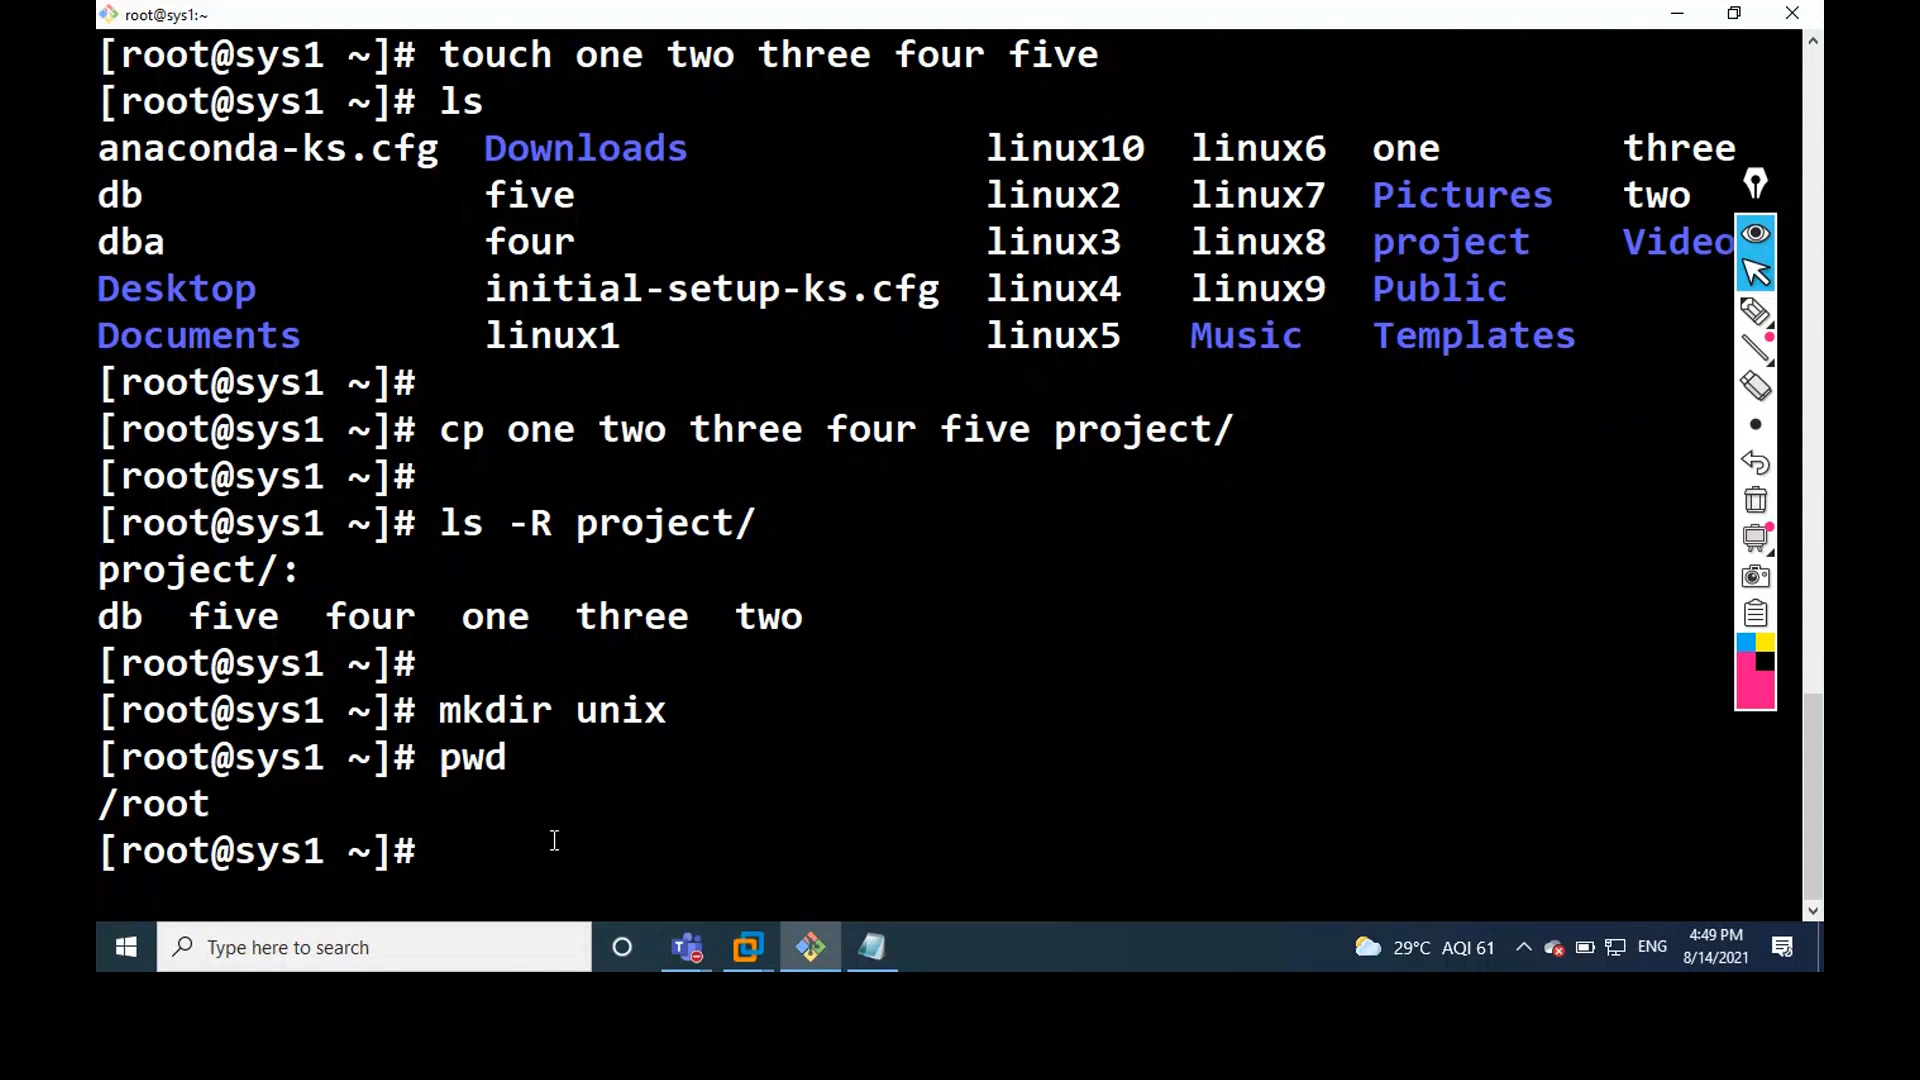 root@sys1:~
[root@sys1 ~]# touch one two three four five
[root@sys1 ~]# ls
anaconda-ks.cfg  Downloads              linux10  linux6  one        three
db               five                   linux2   linux7  Pictures   two
dba              four                   linux3   linux8  project    Video
Desktop          initial-setup-ks.cfg   linux4   linux9  Public
Documents        linux1                 linux5   Music   Templates
[root@sys1 ~]#
[root@sys1 ~]# cp one two three four five project/
[root@sys1 ~]#
[root@sys1 ~]# ls -R project/
project/:
db  five  four  one  three  two
[root@sys1 ~]#
[root@sys1 ~]# mkdir unix
[root@sys1 ~]# pwd
/root
[root@sys1 ~]#
Type here to search
29°C AQI 61
ENG
4:49 PM
8/14/2021